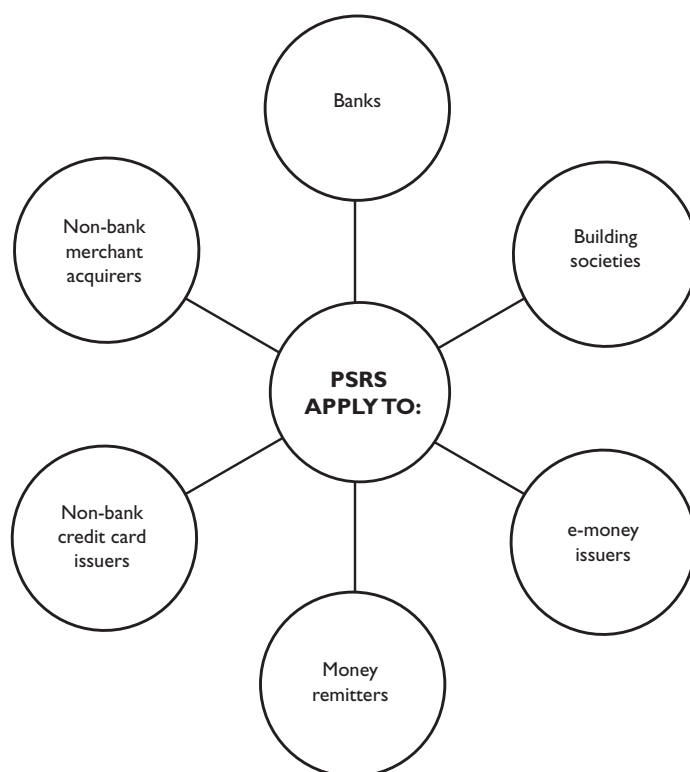 Banks
Non-bank
merchant
acquirers
Building
societies
PSRS
APPLY TO:
Non-bank
credit card
issuers
e-money
issuers
Money
remitters